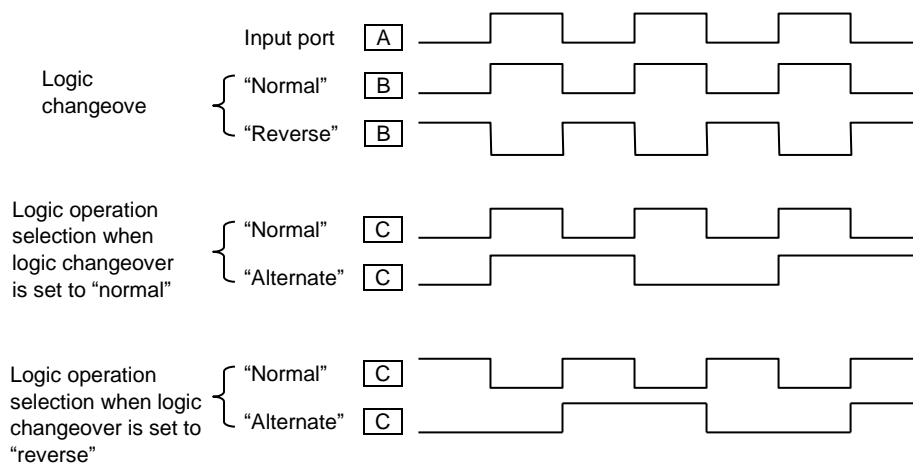 Input port A
Logic
changeove
“Normal” B
“Reverse” B
Logic operation
selection when
logic changeover
is set to “normal”
“Normal” C
“Alternate” C
Logic operation
selection when logic
changeover is set to
“reverse”
“Normal” C
“Alternate” C